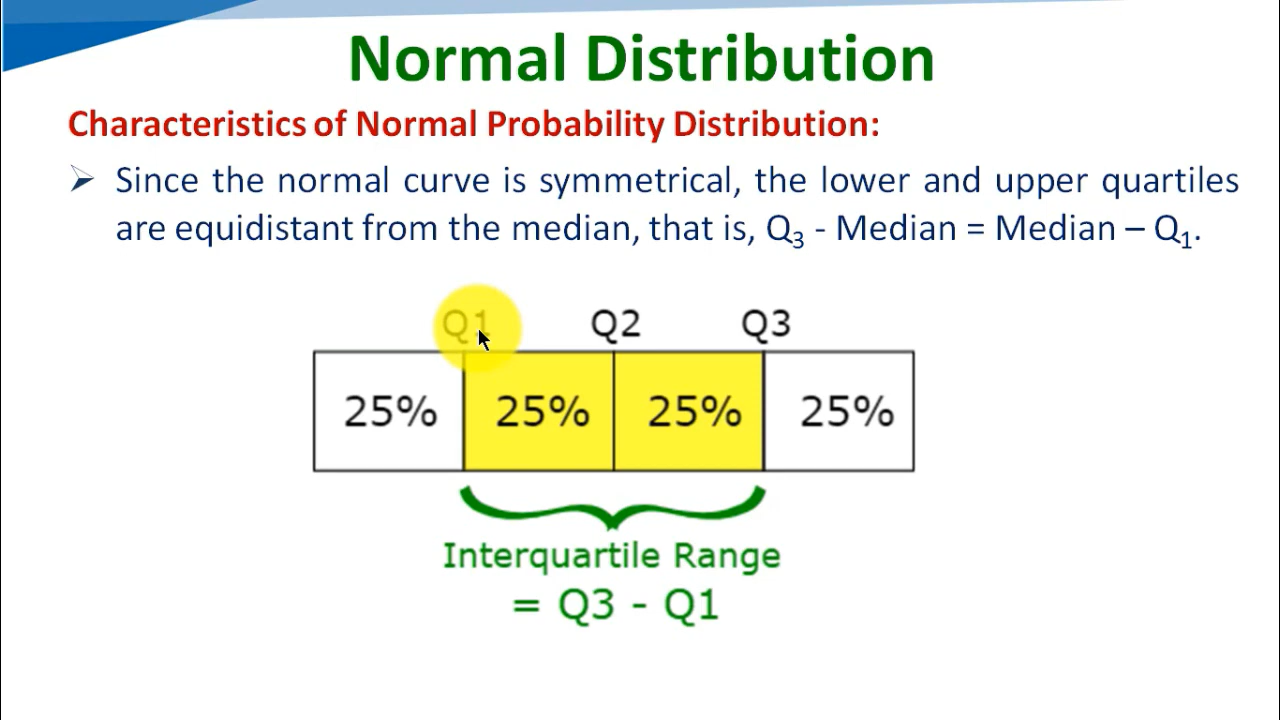 Normal Distribution
Characteristics of Normal Probability Distribution:
➢ Since the normal curve is symmetrical, the lower and upper quartiles
are equidistant from the median, that is, Q₃ - Median = Median – Q₁.
Q1 Q2 Q3
25% 25% 25% 25%
Interquartile Range
= Q3 - Q1